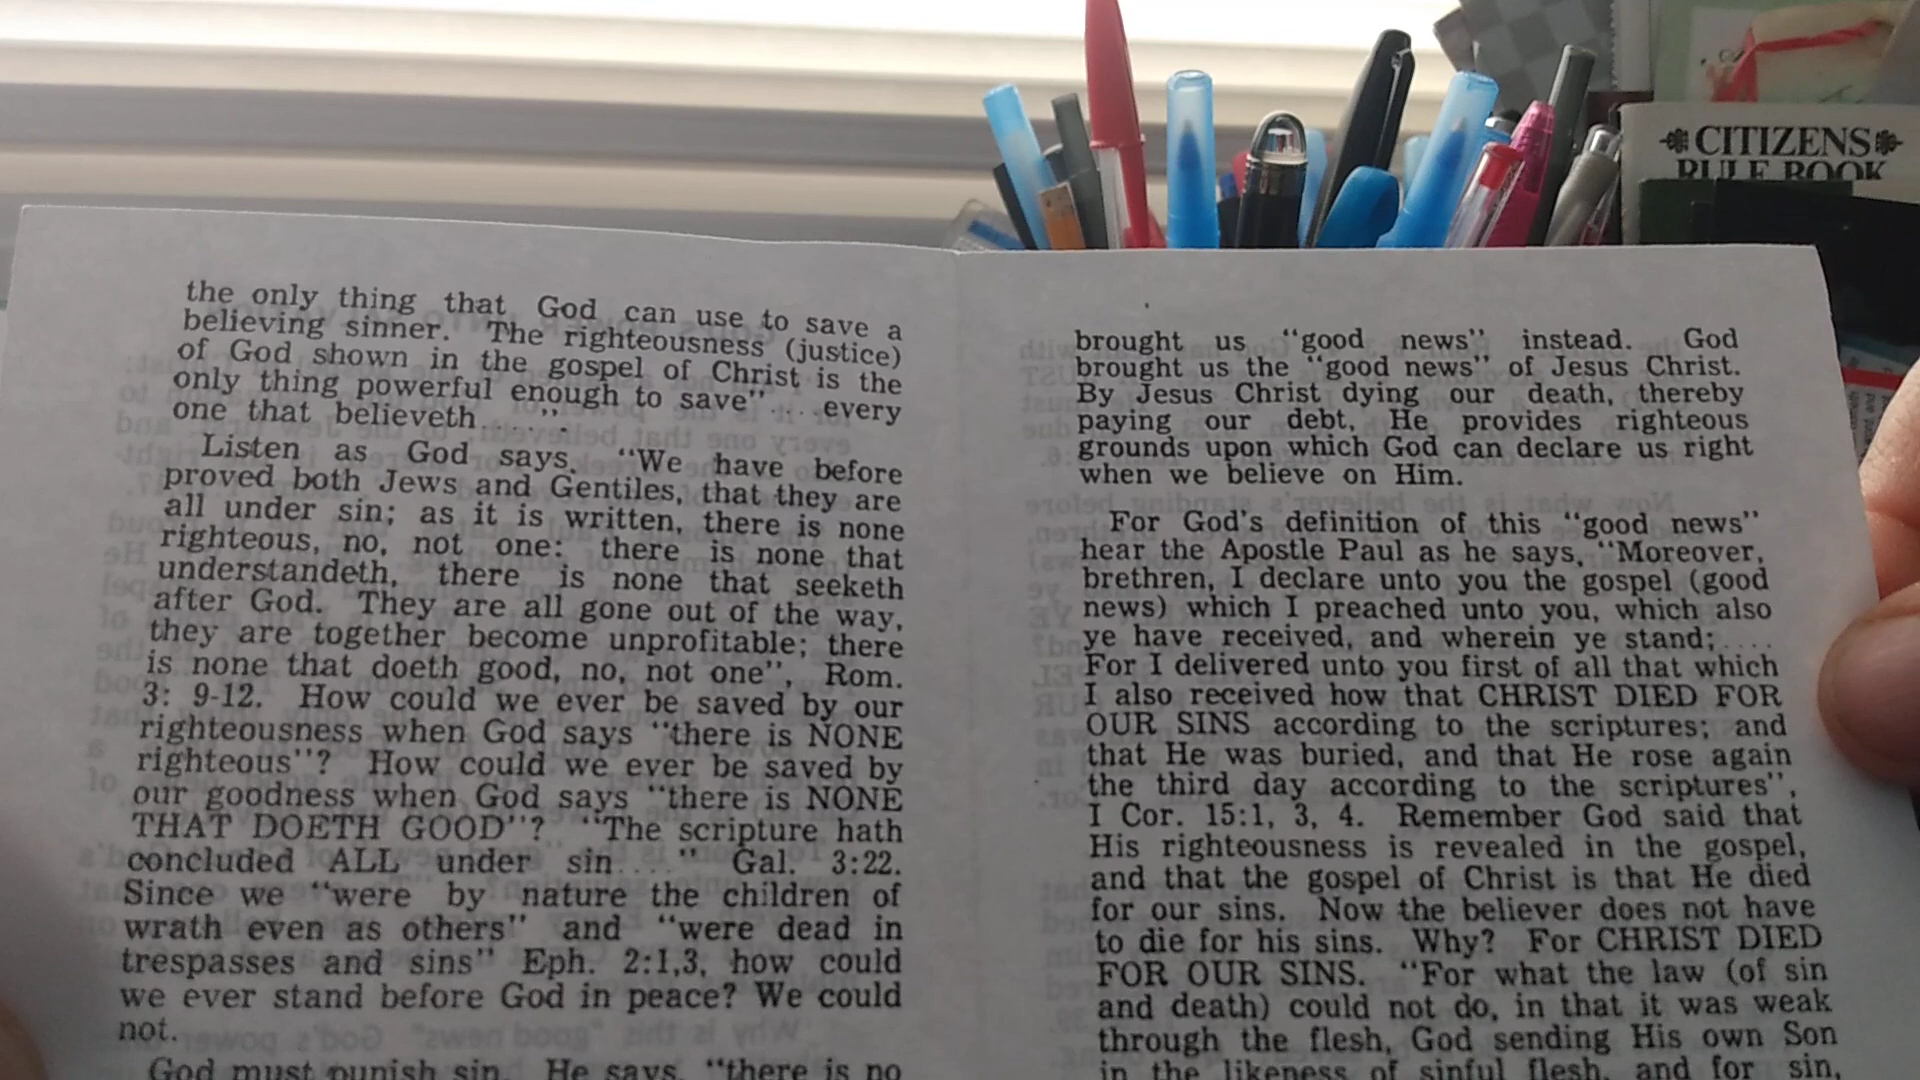 CITIZENS
RULE BOOK
the only thing that God can use to save a
believing sinner. The righteousness (justice)
of God shown in the gospel of Christ is the
only thing powerful enough to save".... every
one that believeth.....".
Listen as God says, "We have before
proved both Jews and Gentiles, that they are
all under sin; as it is written, there is none
righteous, no, not one: there is none that
understandeth, there is none that seeketh
after God. They are all gone out of the way,
they are together become unprofitable; there
is none that doeth good, no, not one", Rom.
3: 9-12. How could we ever be saved by our
righteousness when God says "there is NONE
righteous"? How could we ever be saved by
our goodness when God says "there is NONE
THAT DOETH GOOD"? "The scripture hath
concluded ALL under sin...." Gal. 3:22.
Since we "were by nature the children of
wrath even as others" and "were dead in
trespasses and sins" Eph. 2:1,3, how could
we ever stand before God in peace? We could
not.
God must punish sin. He says, "there is no
brought us "good news" instead. God
brought us the "good news" of Jesus Christ.
By Jesus Christ dying our death, thereby
paying our debt, He provides righteous
grounds upon which God can declare us right
when we believe on Him.
For God's definition of this "good news"
hear the Apostle Paul as he says, "Moreover,
brethren, I declare unto you the gospel (good
news) which I preached unto you, which also
ye have received, and wherein ye stand;....
For I delivered unto you first of all that which
I also received how that CHRIST DIED FOR
OUR SINS according to the scriptures; and
that He was buried, and that He rose again
the third day according to the scriptures",
I Cor. 15:1, 3, 4. Remember God said that
His righteousness is revealed in the gospel,
and that the gospel of Christ is that He died
for our sins. Now the believer does not have
to die for his sins. Why? For CHRIST DIED
FOR OUR SINS. "For what the law (of sin
and death) could not do, in that it was weak
through the flesh, God sending His own Son
in the likeness of sinful flesh, and for sin,